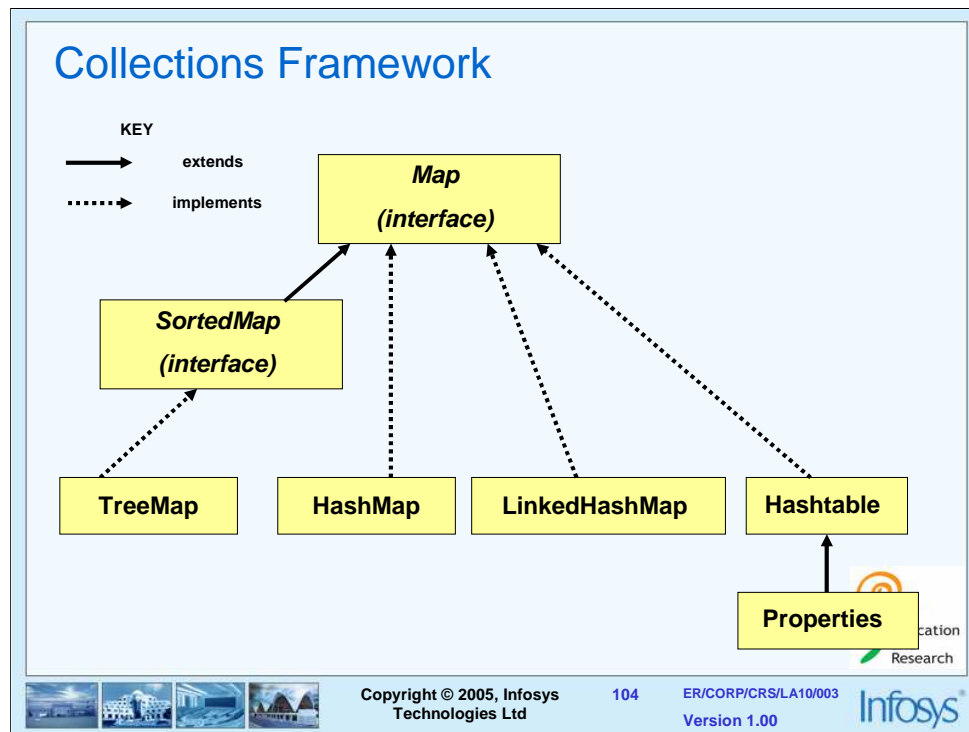 Collections Framework
KEY
extends
implements
Map
(interface)
SortedMap
(interface)
TreeMap
HashMap
LinkedHashMap
Hashtable
Properties
cation
Research
Copyright © 2005, Infosys
Technologies Ltd
104
ER/CORP/CRS/LA10/003
Version 1.00
Infosys®